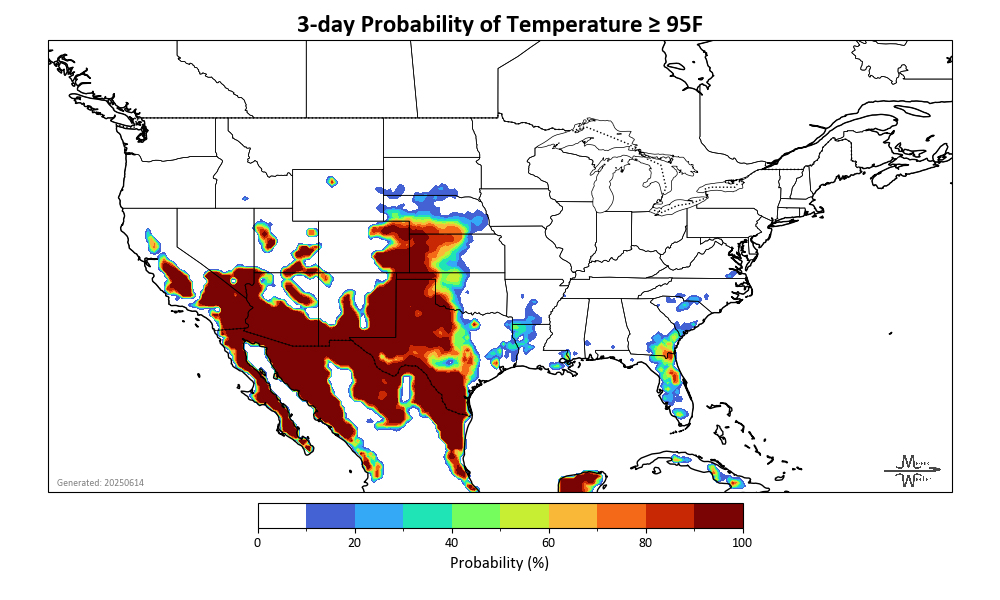 3-day Probability of Temperature ≥ 95F
Generated: 20250614
0 20 40 60 80 100
Probability (%)